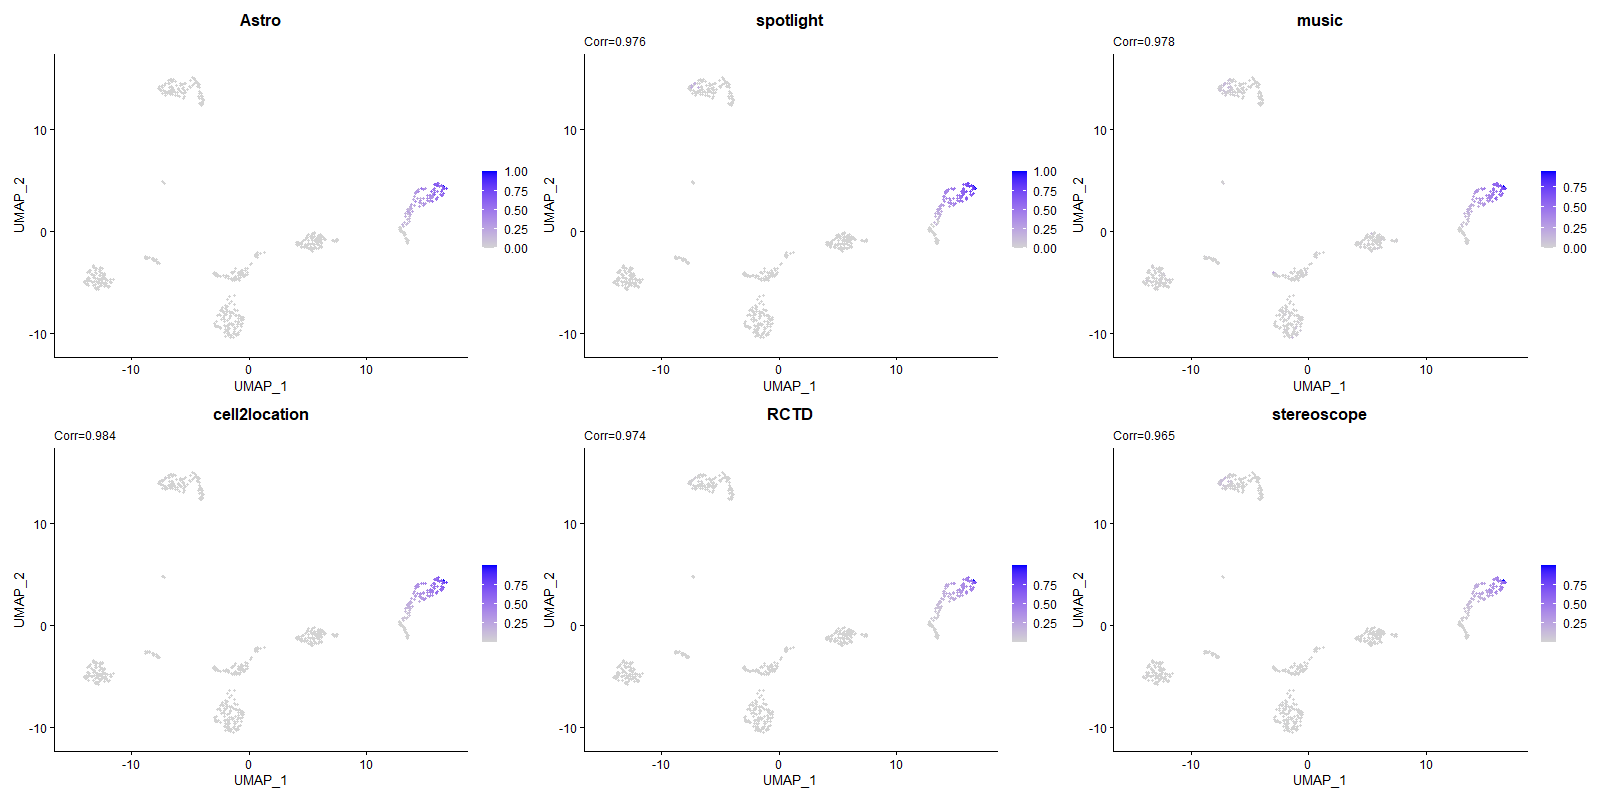 Astro
UMAP_2
10
0
-10
-10
0
10
UMAP_1
1.00
0.75
0.50
0.25
0.00
spotlight
Corr=0.976
UMAP_2
10
0
-10
-10
0
10
UMAP_1
1.00
0.75
0.50
0.25
0.00
music
Corr=0.978
UMAP_2
10
0
-10
-10
0
10
UMAP_1
0.75
0.50
0.25
0.00
cell2location
Corr=0.984
UMAP_2
10
0
-10
-10
0
10
UMAP_1
0.75
0.50
0.25
RCTD
Corr=0.974
UMAP_2
10
0
-10
-10
0
10
UMAP_1
0.75
0.50
0.25
stereoscope
Corr=0.965
UMAP_2
10
0
-10
-10
0
10
UMAP_1
0.75
0.50
0.25